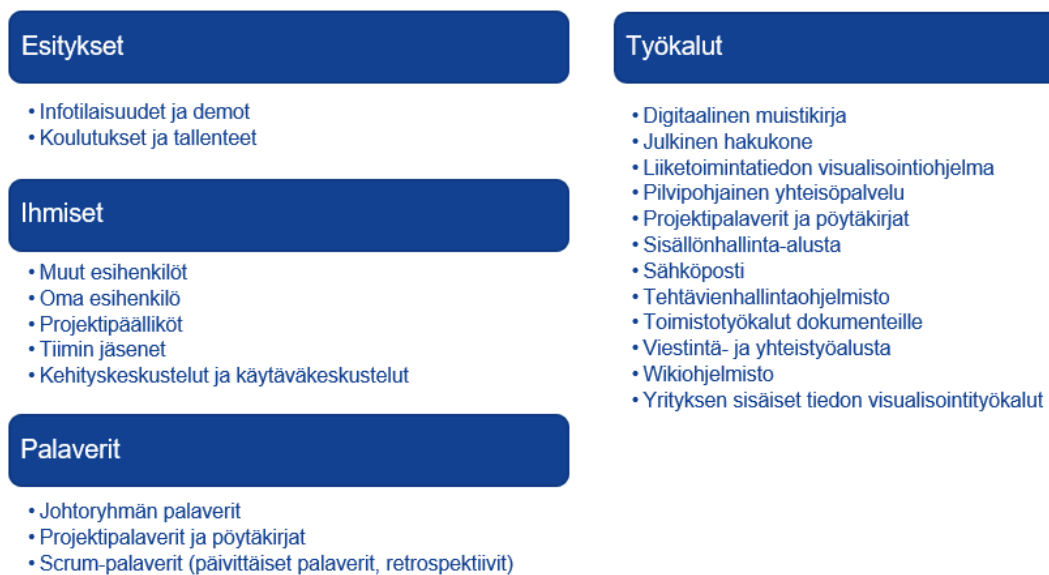 Esitykset
• Infotilaisuudet ja demot
• Koulutukset ja tallenteet
Ihmiset
• Muut esihenkilöt
• Oma esihenkilö
• Projektipäälliköt
• Tiimin jäsenet
• Kehityskeskustelut ja käytäväkeskustelut
Palaverit
• Johtoryhmän palaverit
• Projektipalaverit ja pöytäkirjat
• Scrum-palaverit (päivittäiset palaverit, retrospektiivit)
Työkalut
• Digitaalinen muistikirja
• Julkinen hakukone
• Liiketoimintatiedon visualisointiohjelma
• Pilvipohjainen yhteisöpalvelu
• Projektipalaverit ja pöytäkirjat
• Sisällönhallinta-alusta
• Sähköposti
• Tehtävienhallintaohjelmisto
• Toimistotyökalut dokumenteille
• Viestintä- ja yhteistyöalusta
• Wikiohjelmisto
• Yrityksen sisäiset tiedon visualisointityökalut